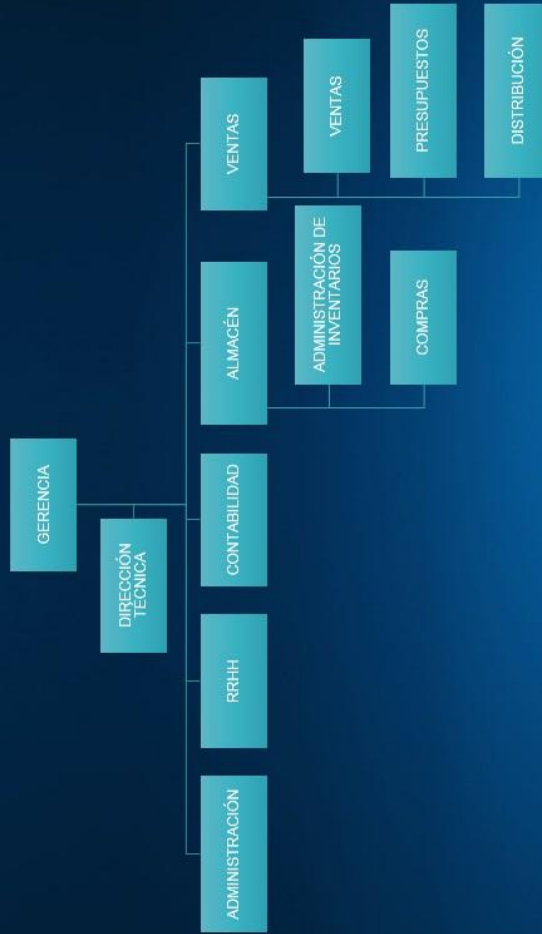 GERENCIA
DIRECCIÓN
TÉCNICA
ADMINISTRACIÓN
RRHH
CONTABILIDAD
ALMACÉN
VENTAS
ADMINISTRACIÓN DE
INVENTARIOS
COMPRAS
VENTAS
PRESUPUESTOS
DISTRIBUCIÓN